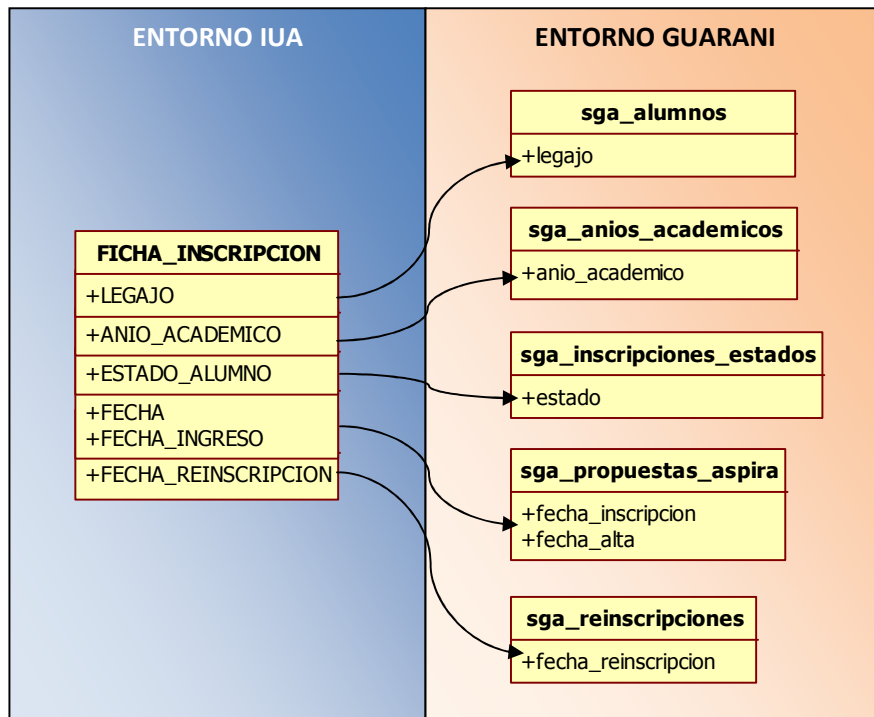 ENTORNO IUA
FICHA_INSCRIPCION
+LEGAJO
+ANIO_ACADEMICO
+ESTADO_ALUMNO
+FECHA
+FECHA_INGRESO
+FECHA_REINSCRIPCION
ENTORNO GUARANI
sga_alumnos
+legajo
sga_anios_academicos
+anio_academico
sga_inscripciones_estados
+estado
sga_propuestas_aspira
+fecha_inscripcion
+fecha_alta
sga_reinscripciones
+fecha_reinscripcion